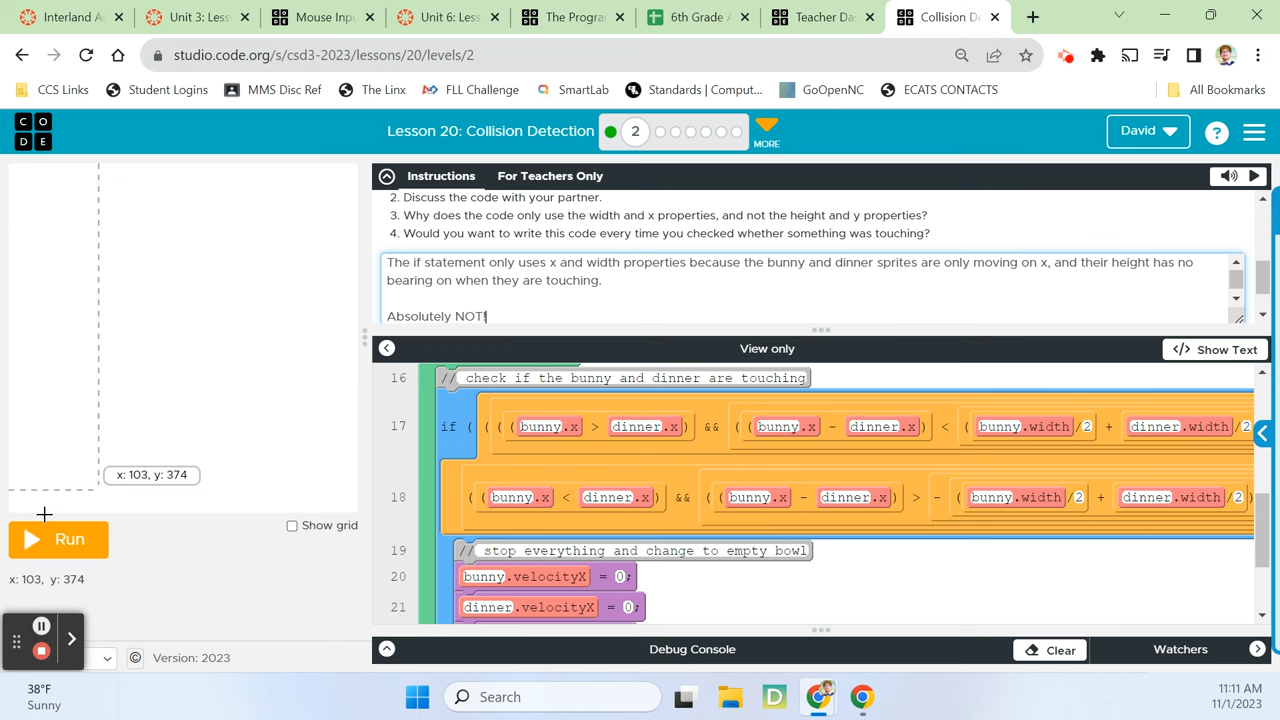 Interland As
Unit 3: Less
Mouse Inpu
Unit 6: Less
The Progra
6th Grade A
Teacher Da
Collision De
studio.code.org/s/csd3-2023/lessons/20/levels/2
CCS Links
Student Logins
MMS Disc Ref
The Linx
FLL Challenge
SmartLab
Standards | Comput...
GoOpenNC
ECATS CONTACTS
All Bookmarks
CODE
Lesson 20: Collision Detection
2
MORE
David
?
Instructions
For Teachers Only
2. Discuss the code with your partner.
3. Why does the code only use the width and x properties, and not the height and y properties?
4. Would you want to write this code every time you checked whether something was touching?
The if statement only uses x and width properties because the bunny and dinner sprites are only moving on x, and their height has no
bearing on when they are touching.
Absolutely NOT!
View only
</> Show Text
16 // check if the bunny and dinner are touching
17 if ( ( ( ( bunny.x > dinner.x ) && ( ( bunny.x - dinner.x ) < ( bunny.width /2 + dinner.width /2
18 ( ( bunny.x < dinner.x ) && ( ( bunny.x - dinner.x ) > - ( bunny.width /2 + dinner.width /2 )
19 // stop everything and change to empty bowl
20 bunny.velocityX = 0;
21 dinner.velocityX = 0;
x: 103, y: 374
Run
Show grid
x: 103, y: 374
© Version: 2023
Debug Console
Clear
Watchers
38°F
Sunny
Search
11:11 AM
11/1/2023